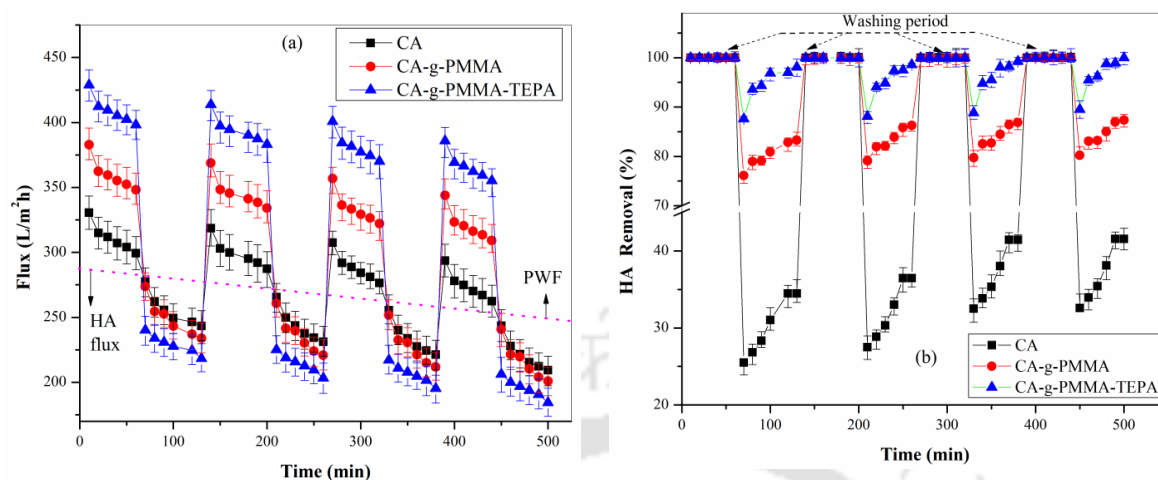 (a)
CA
CA-g-PMMA
CA-g-PMMA-TEPA
450
400
350
300
250
200
Flux (L/m²h)
HA
flux
PWF
0 100 200 300 400 500
Time (min)
Washing period
100
90
80
70
40
30
20
HA Removal (%)
(b)
CA
CA-g-PMMA
CA-g-PMMA-TEPA
0 100 200 300 400 500
Time (min)